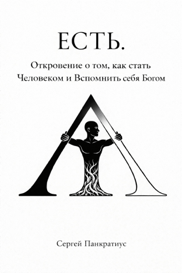 ЕСТЬ.
Откровение о том, как стать
Человеком и Вспомнить себя Богом
Сергей Панкратиус